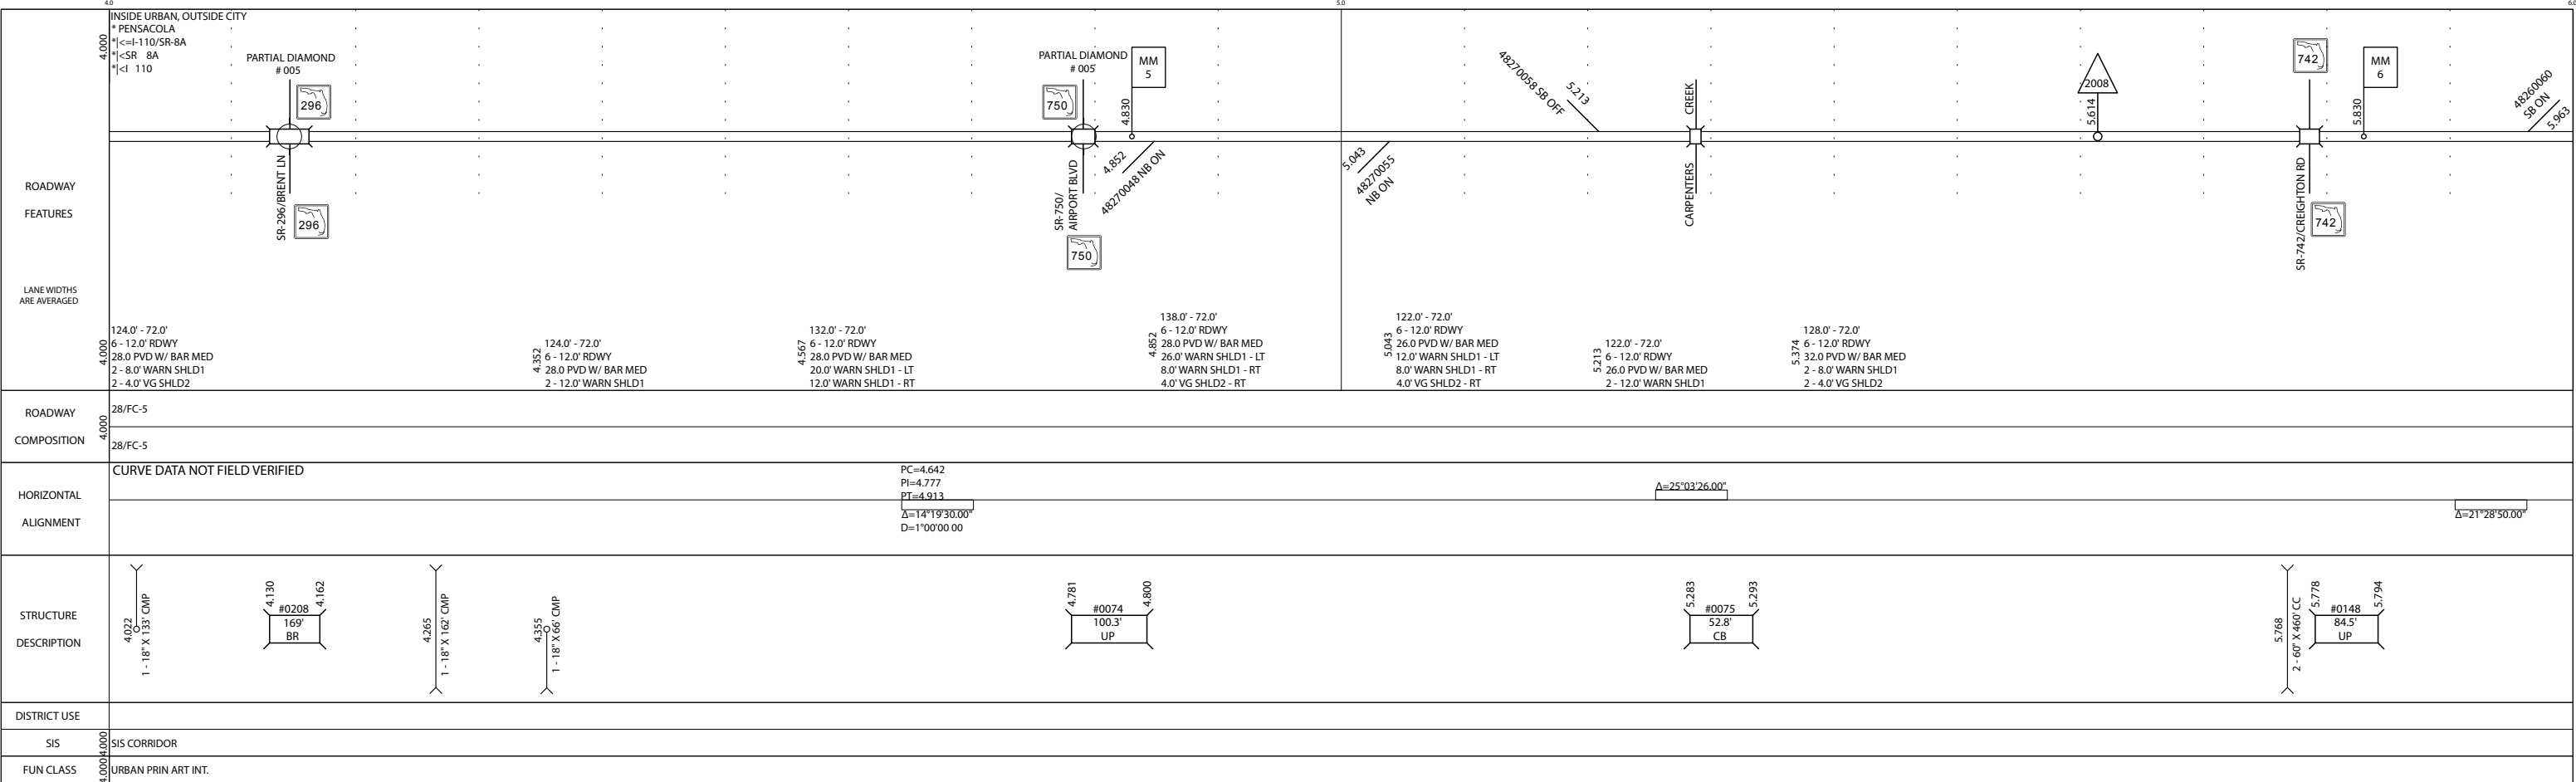 4.0
5.0
6.0
4.000
INSIDE URBAN, OUTSIDE CITY
* PENSACOLA
*|<=I-110/SR-8A
*|<SR 8A
*|<I 110
PARTIAL DIAMOND
# 005
296
SR-296/BRENT LN
296
PARTIAL DIAMOND
# 005
750
SR-750/
AIRPORT BLVD
750
MM
5
4.830
4.852
48270048 NB ON
5.043
48270055
NB ON
48270058 SB OFF
5.213
CREEK
CARPENTERS
2008
5.614
742
SR-742/CREIGHTON RD
742
MM
6
5.830
48260060
SB ON
5.963
ROADWAY
FEATURES
LANE WIDTHS
ARE AVERAGED
4.000
124.0' - 72.0'
6 - 12.0' RDWY
28.0 PVD W/ BAR MED
2 - 8.0' WARN SHLD1
2 - 4.0' VG SHLD2
4.352
124.0' - 72.0'
6 - 12.0' RDWY
28.0 PVD W/ BAR MED
2 - 12.0' WARN SHLD1
4.567
132.0' - 72.0'
6 - 12.0' RDWY
28.0 PVD W/ BAR MED
20.0' WARN SHLD1 - LT
12.0' WARN SHLD1 - RT
4.852
138.0' - 72.0'
6 - 12.0' RDWY
28.0 PVD W/ BAR MED
26.0' WARN SHLD1 - LT
8.0' WARN SHLD1 - RT
4.0' VG SHLD2 - RT
5.043
122.0' - 72.0'
6 - 12.0' RDWY
26.0 PVD W/ BAR MED
12.0' WARN SHLD1 - LT
8.0' WARN SHLD1 - RT
4.0' VG SHLD2 - RT
5.213
122.0' - 72.0'
6 - 12.0' RDWY
26.0 PVD W/ BAR MED
2 - 12.0' WARN SHLD1
5.374
128.0' - 72.0'
6 - 12.0' RDWY
32.0 PVD W/ BAR MED
2 - 8.0' WARN SHLD1
2 - 4.0' VG SHLD2
ROADWAY
COMPOSITION
4.000
28/FC-5
28/FC-5
HORIZONTAL
ALIGNMENT
CURVE DATA NOT FIELD VERIFIED
PC=4.642
PI=4.777
PT=4.913
Δ=14°19'30.00"
D=1°00'00 00
Δ=25°03'26.00"
Δ=21°28'50.00"
STRUCTURE
DESCRIPTION
4.022
1 - 18" X 133' CMP
4.130
4.162
#0208
169'
BR
4.265
1 - 18" X 162' CMP
4.355
1 - 18" X 66' CMP
4.781
4.800
#0074
100.3'
UP
5.283
5.293
#0075
52.8'
CB
5.768
2 - 60" X 460' CC
5.778
5.794
#0148
84.5'
UP
DISTRICT USE
SIS
4.000
SIS CORRIDOR
FUN CLASS
4.000
URBAN PRIN ART INT.